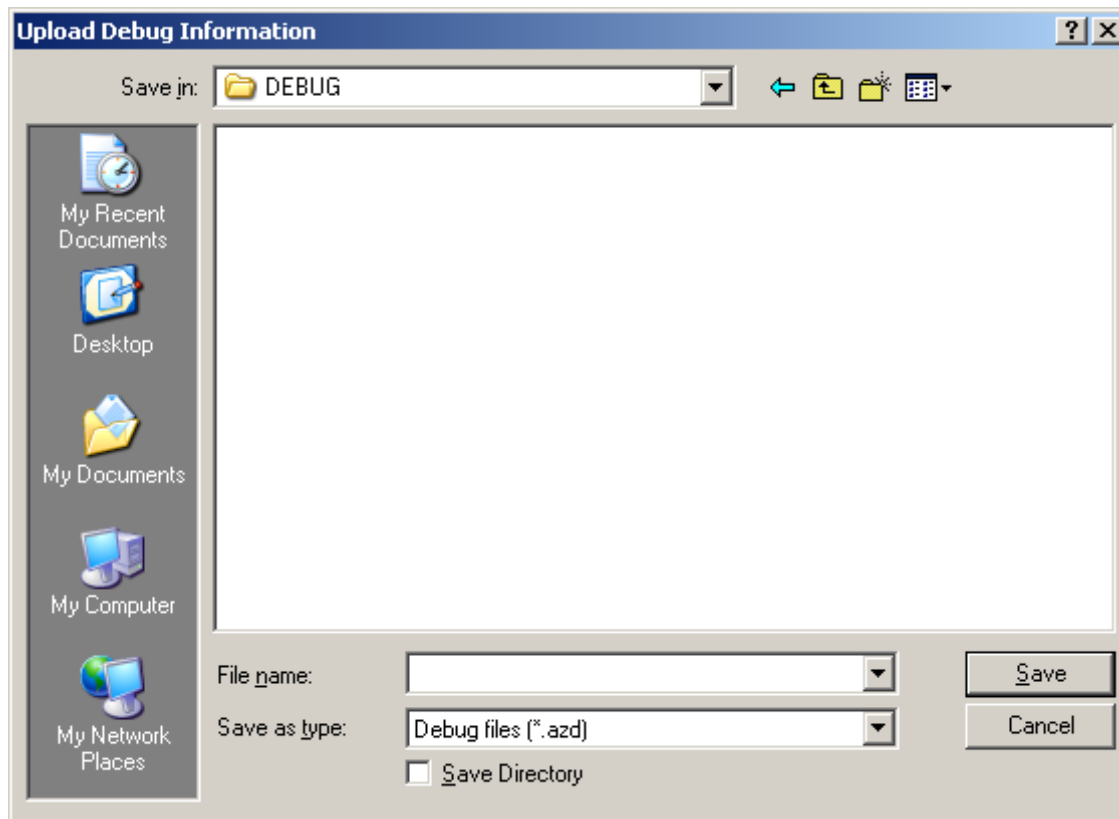 Upload Debug Information
Save in:
DEBUG
My Recent
Documents
Desktop
My Documents
My Computer
My Network
Places
File name:
Save
Save as type:
Debug files (*.azd)
Cancel
Save Directory